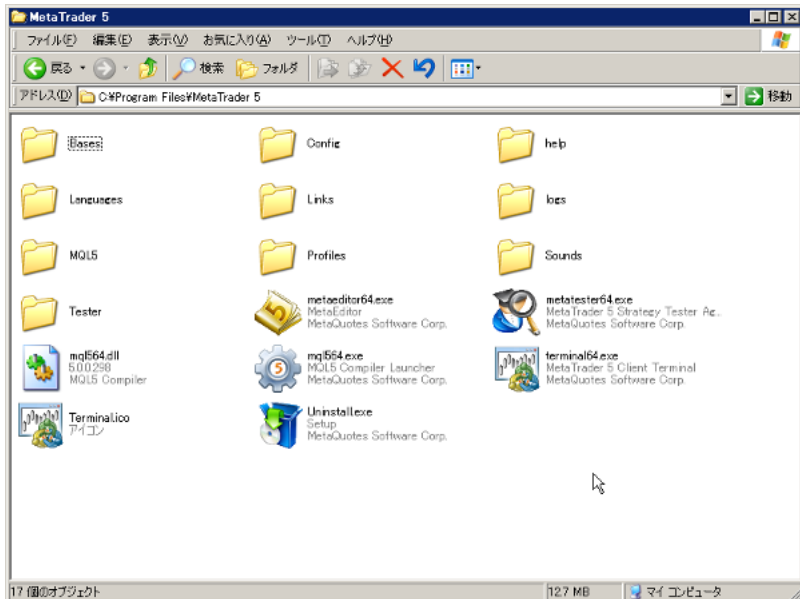 MetaTrader 5
ファイル(F) 編集(E) 表示(V) お気に入り(A) ツール(T) ヘルプ(H)
戻る 検索 フォルダ
アドレス(D) C:¥Program Files¥MetaTrader 5 移動
Bases
Config
help
Languages
Links
logs
MQL5
Profiles
Sounds
Tester
metaeditor64.exe
MetaEditor
MetaQuotes Software Corp.
metatester64.exe
MetaTrader 5 Strategy Tester Ag..
MetaQuotes Software Corp.
mql564.dll
5.0.0.298
MQL5 Compiler
mql564.exe
MQL5 Compiler Launcher
MetaQuotes Software Corp.
terminal64.exe
MetaTrader 5 Client Terminal
MetaQuotes Software Corp.
Terminal.ico
アイコン
Uninstall.exe
Setup
MetaQuotes Software Corp.
17 個のオブジェクト 12.7 MB マイ コンピュータ